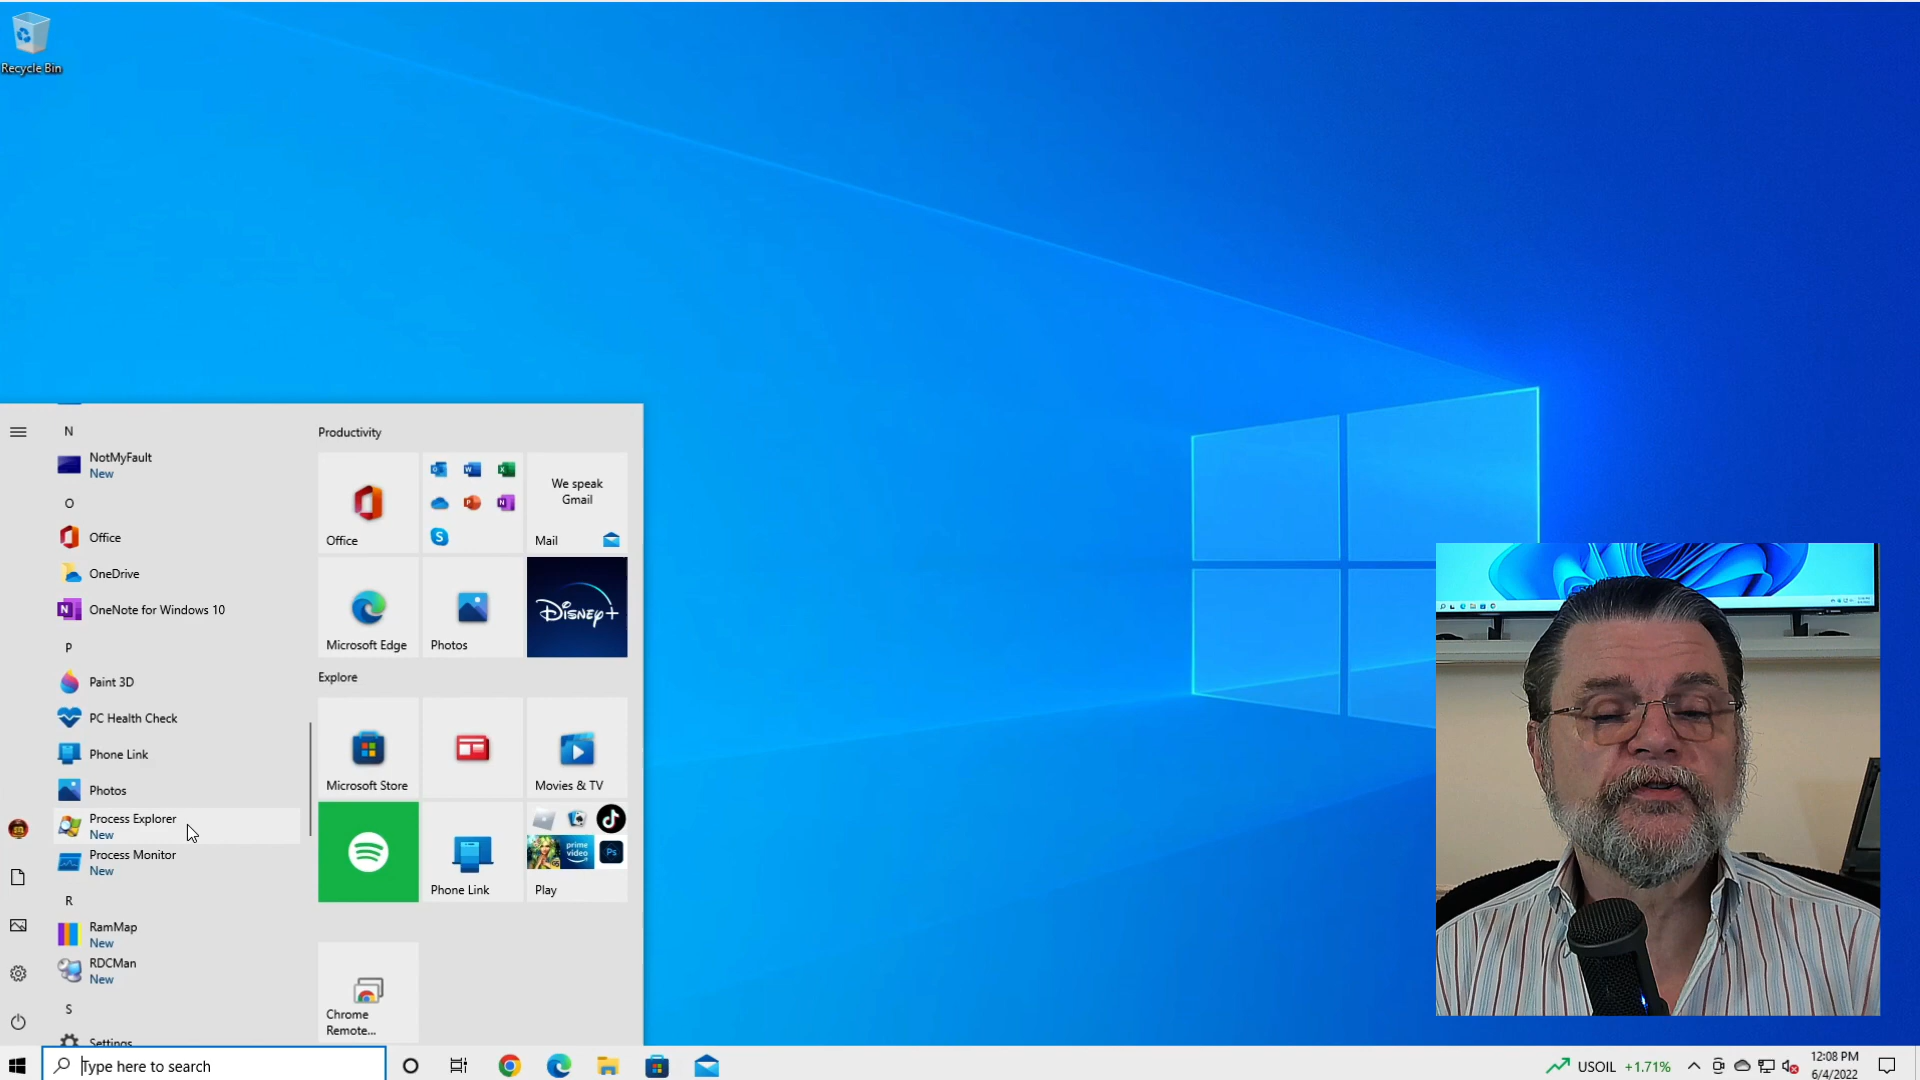 Recycle Bin
N
NotMyFault
New
O
Office
OneDrive
OneNote for Windows 10
P
Paint 3D
PC Health Check
Phone Link
Photos
Process Explorer
New
Process Monitor
New
R
RamMap
New
RDCMan
New
S
Settings
Productivity
Office
We speak
Gmail
Mail
Microsoft Edge
Photos
Disney+
Explore
Microsoft Store
Movies & TV
Phone Link
prime
video
Ps
Play
Chrome
Remote...
Type here to search
USOIL +1.71%
12:08 PM
6/4/2022